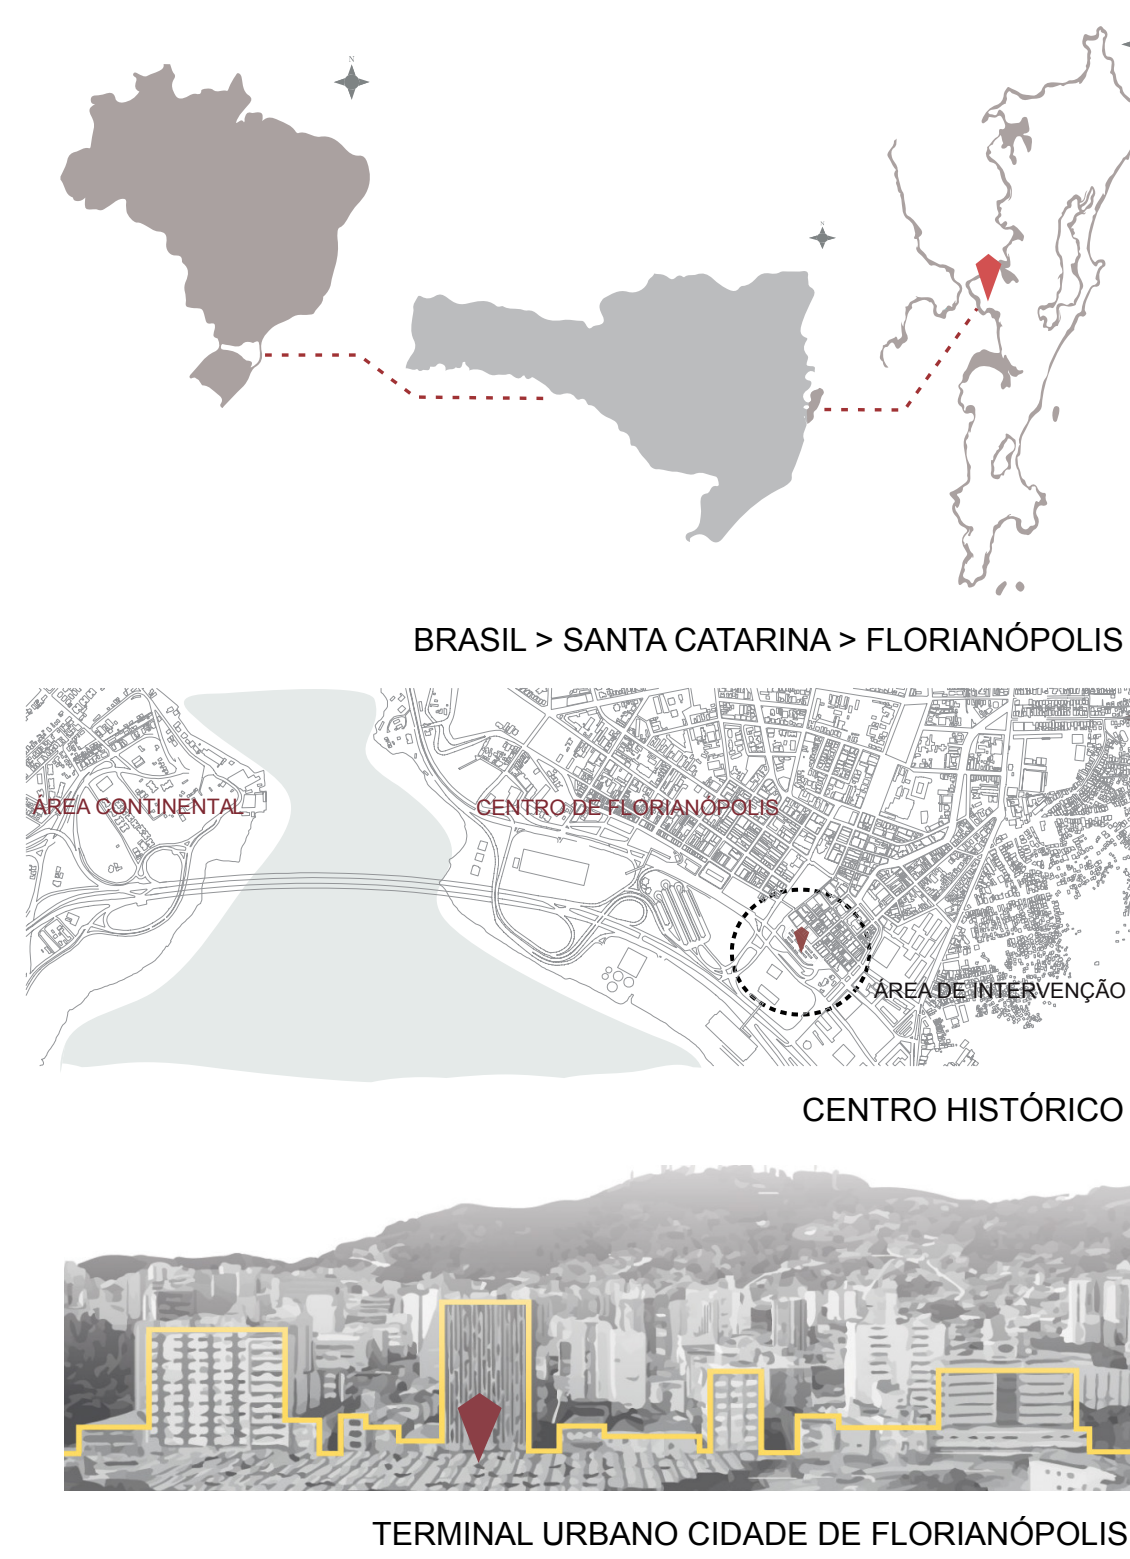 N
N
BRASIL > SANTA CATARINA > FLORIANÓPOLIS
ÁREA CONTINENTAL
CENTRO DE FLORIANÓPOLIS
ÁREA DE INTERVENÇÃO
CENTRO HISTÓRICO
TERMINAL URBANO CIDADE DE FLORIANÓPOLIS